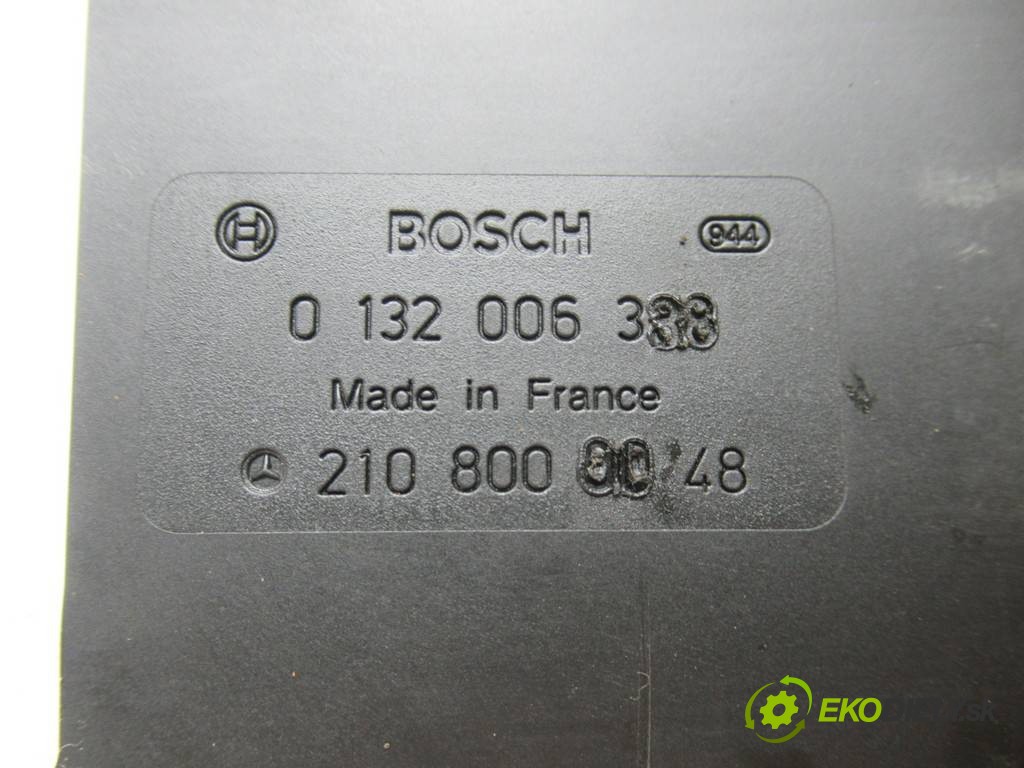 BOSCH 944
0 132 006 3
Made in France
210 800 48
EKO